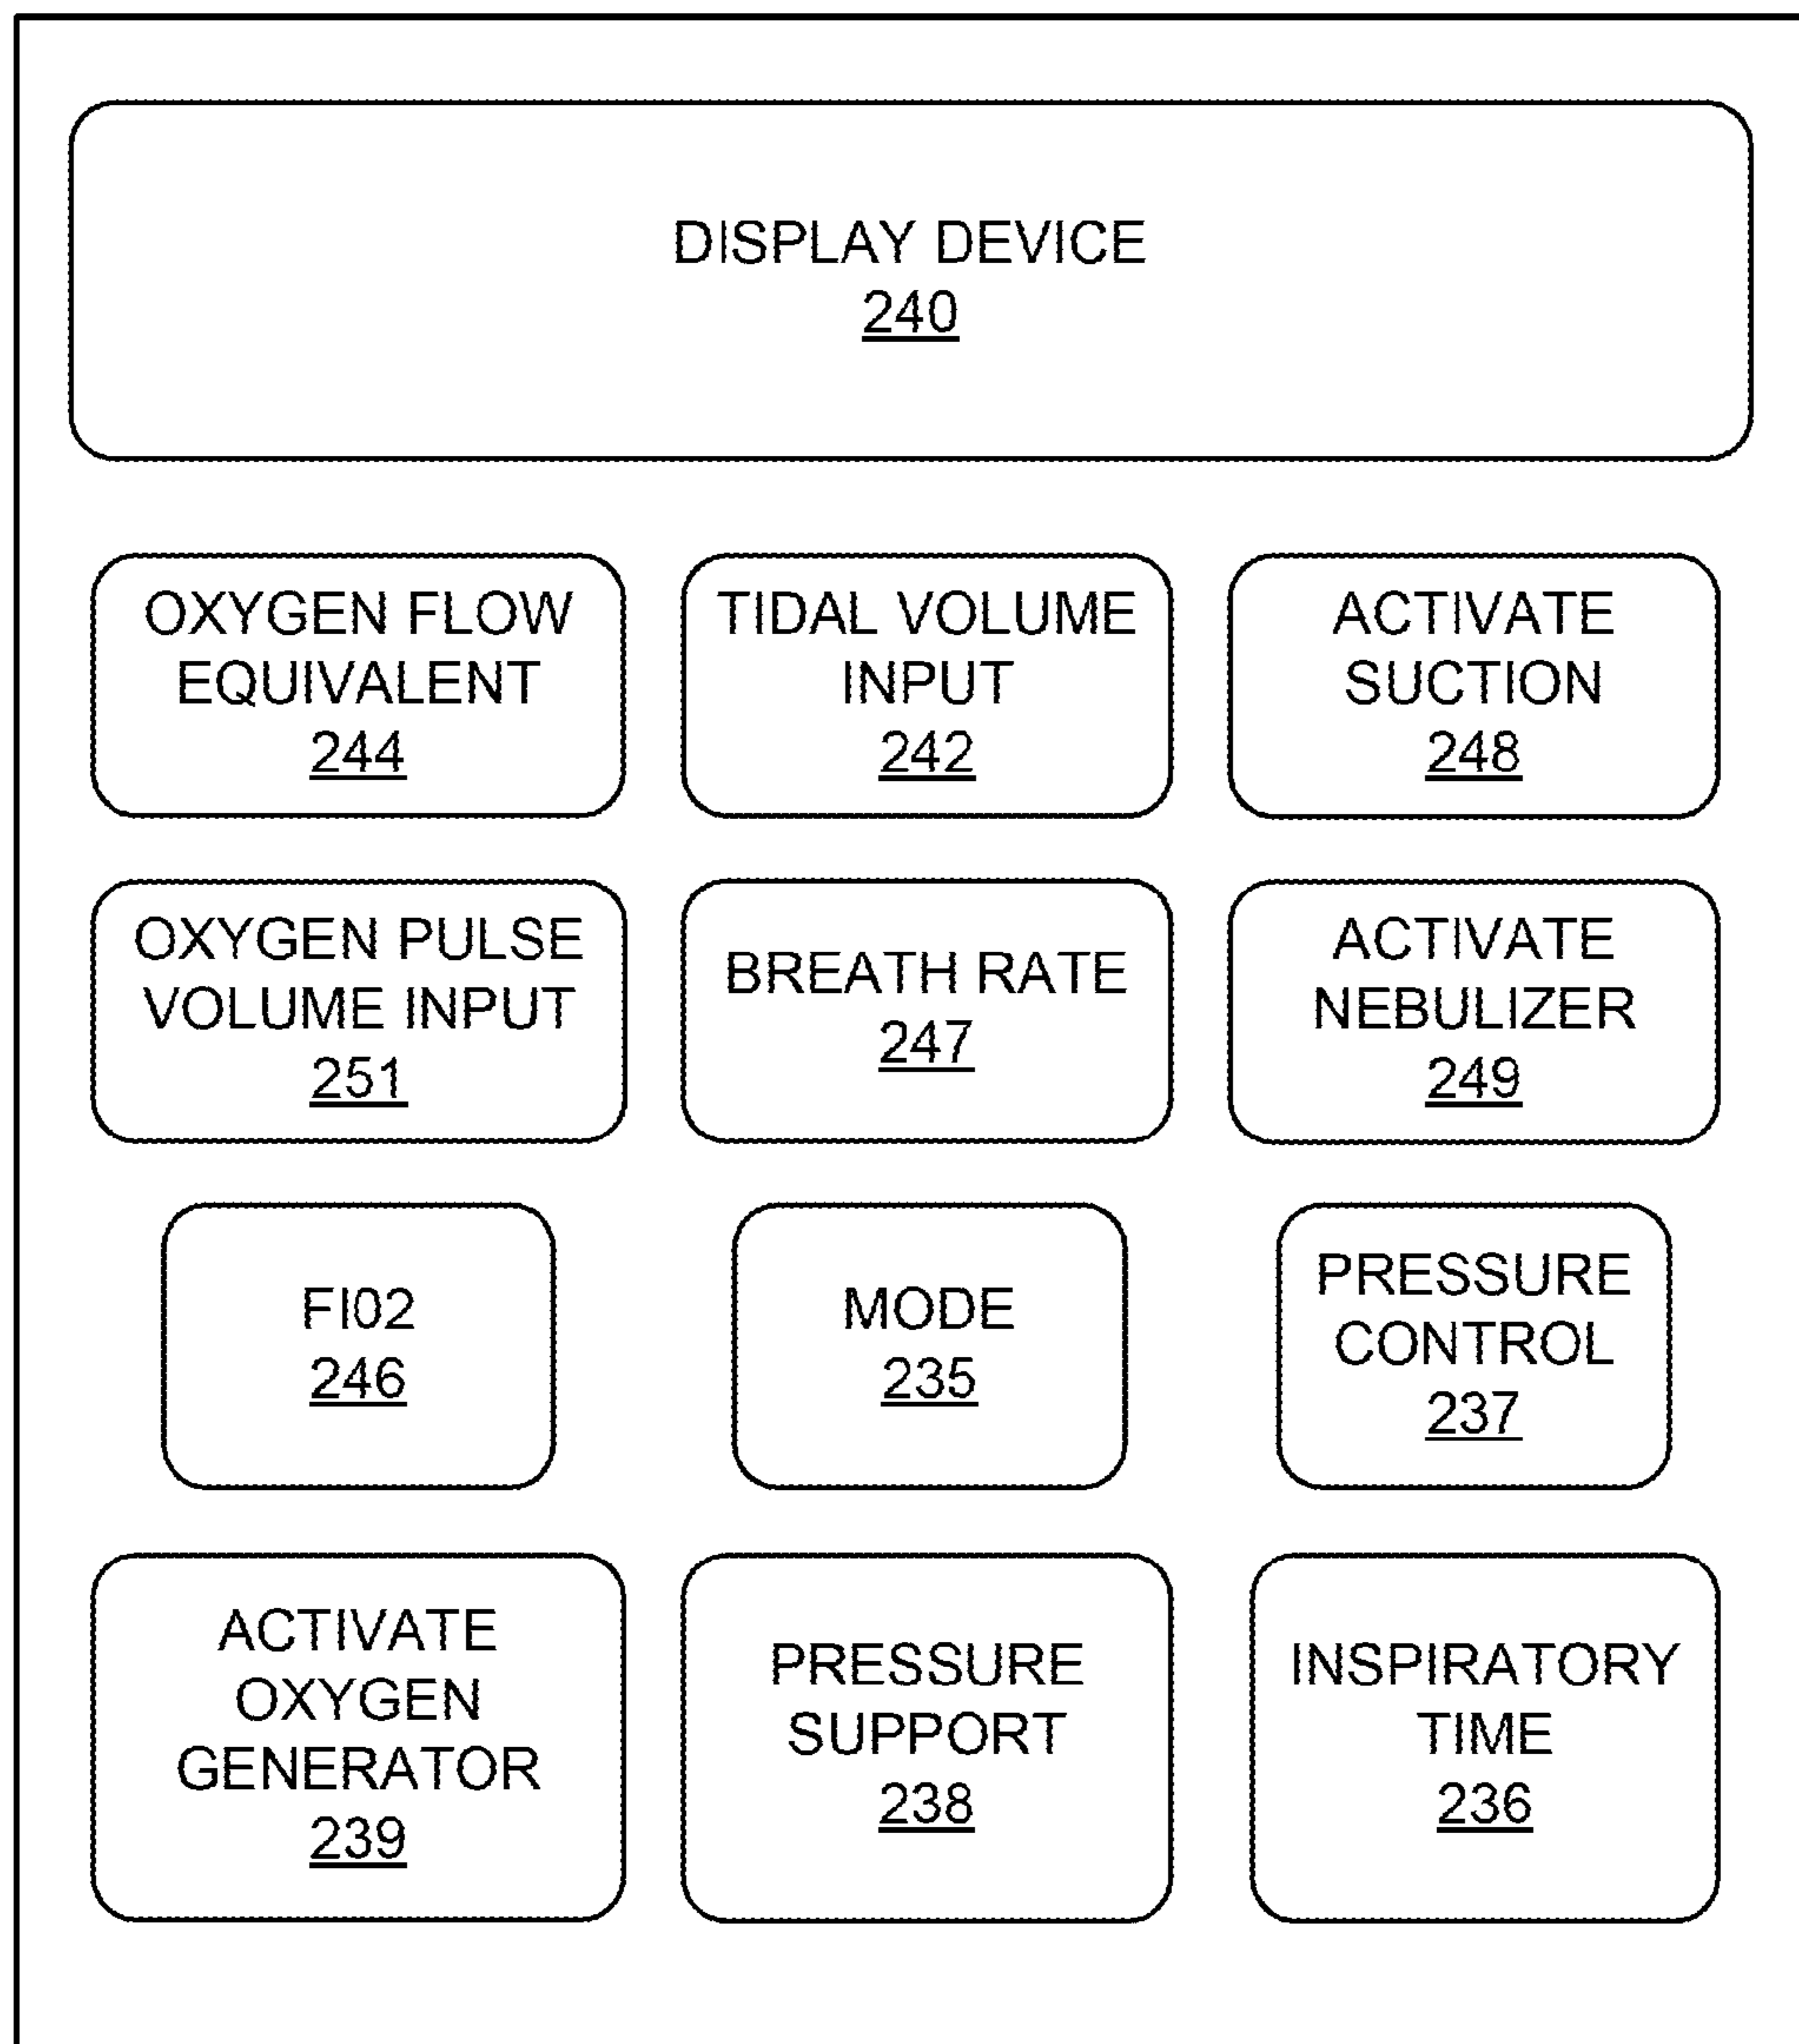 DISPLAY DEVICE
240
OXYGEN FLOW
EQUIVALENT
244
TIDAL VOLUME
INPUT
242
ACTIVATE
SUCTION
248
OXYGEN PULSE
VOLUME INPUT
251
BREATH RATE
247
ACTIVATE
NEBULIZER
249
FI02
246
MODE
235
PRESSURE
CONTROL
237
ACTIVATE
OXYGEN
GENERATOR
239
PRESSURE
SUPPORT
238
INSPIRATORY
TIME
236